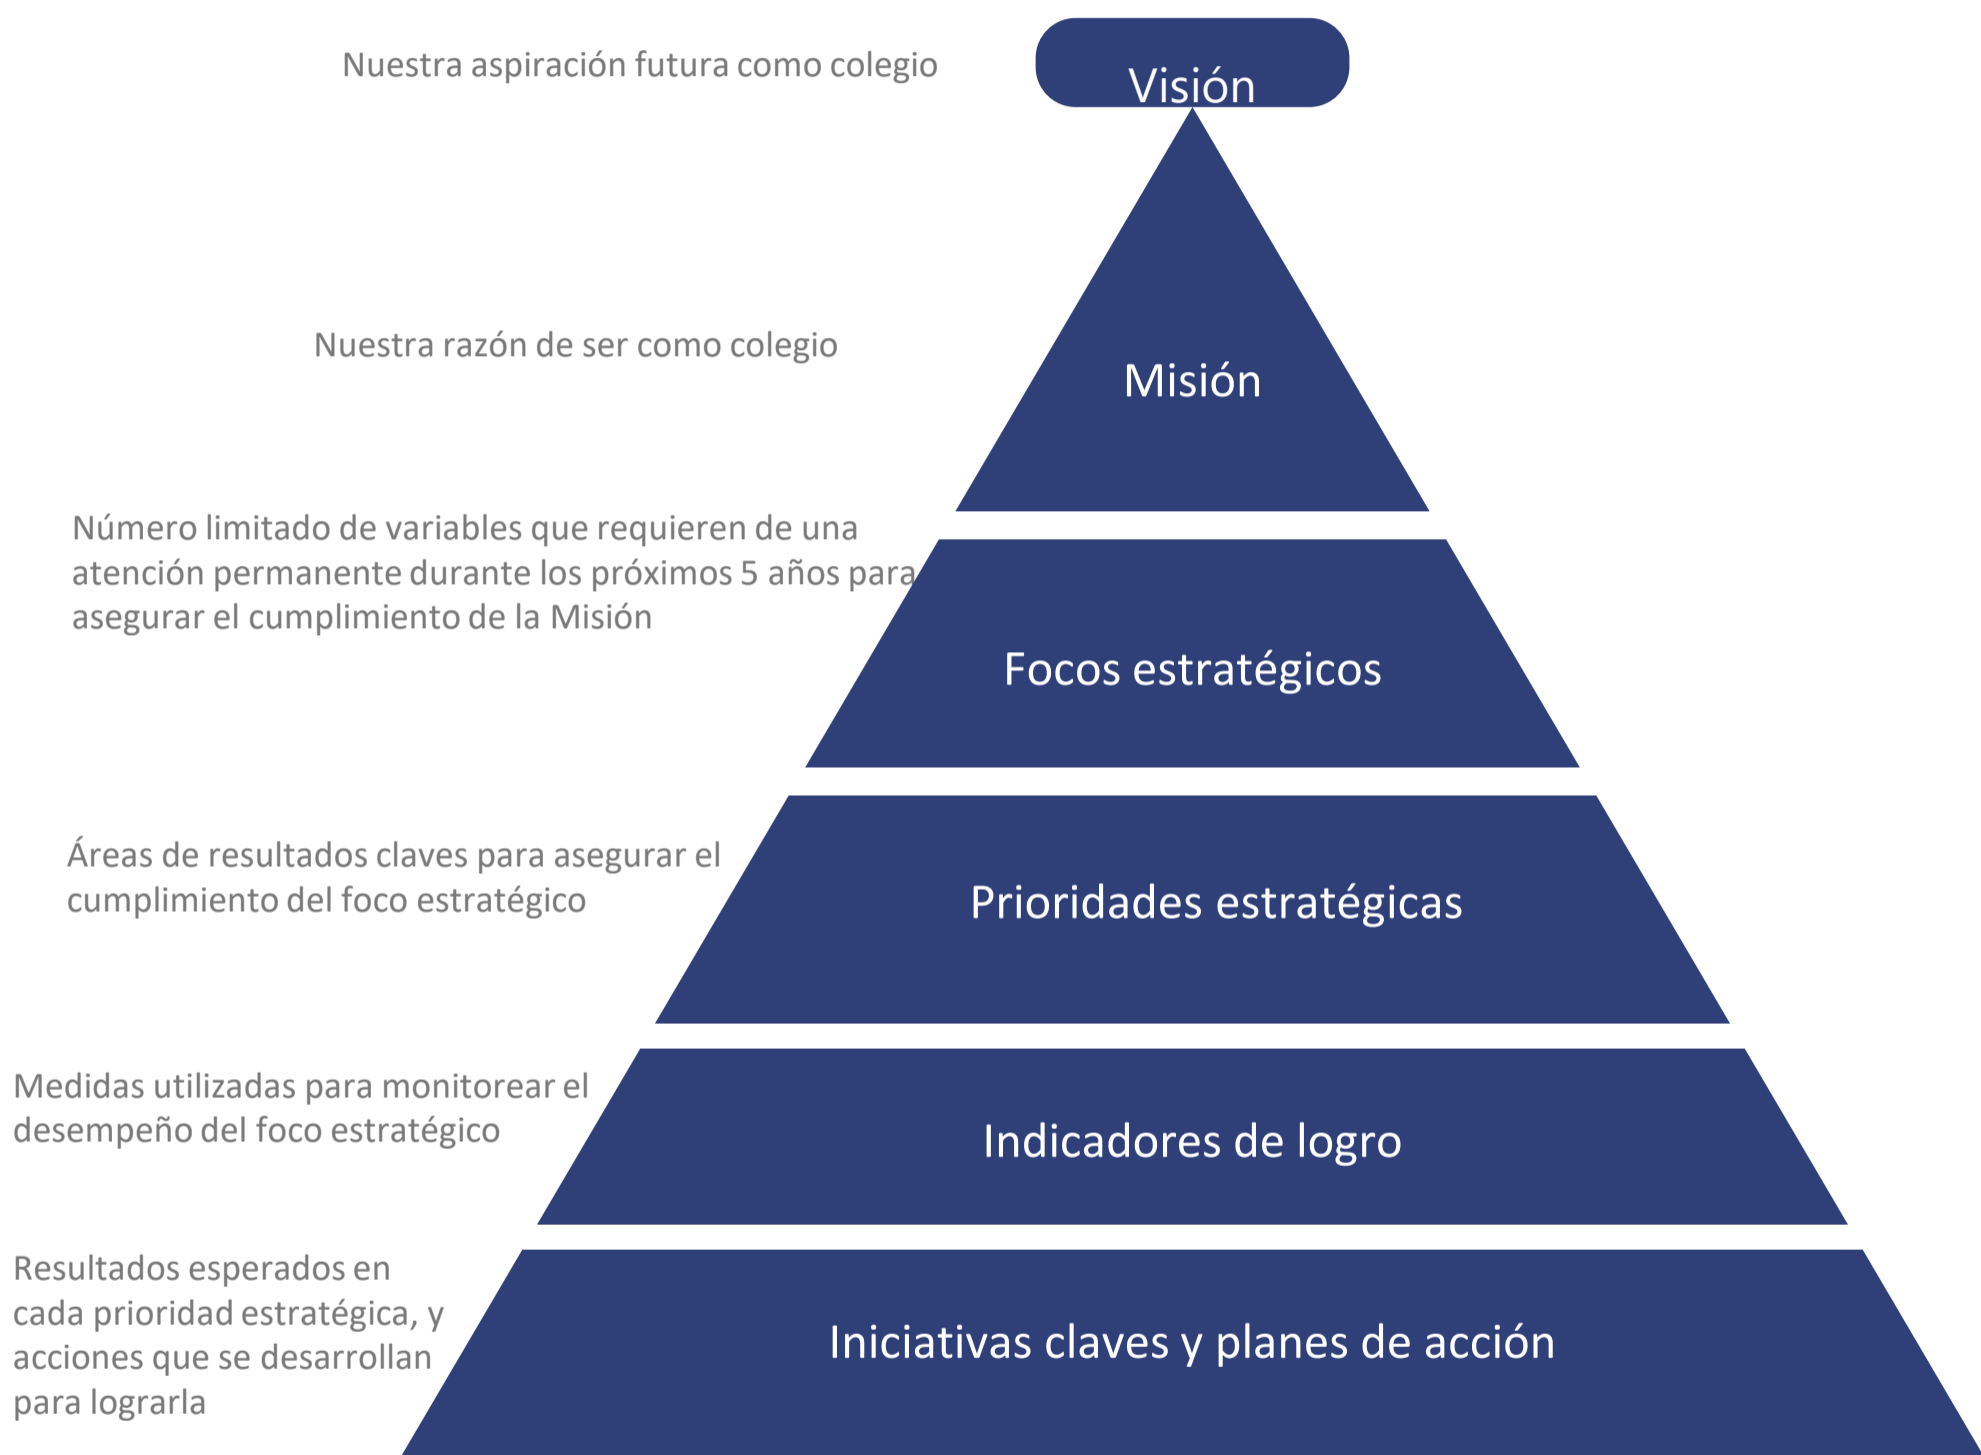 Nuestra aspiración futura como colegio
Visión
Nuestra razón de ser como colegio
Misión
Número limitado de variables que requieren de una
atención permanente durante los próximos 5 años para
asegurar el cumplimiento de la Misión
Focos estratégicos
Áreas de resultados claves para asegurar el
cumplimiento del foco estratégico
Prioridades estratégicas
Medidas utilizadas para monitorear el
desempeño del foco estratégico
Indicadores de logro
Resultados esperados en
cada prioridad estratégica, y
acciones que se desarrollan
para lograrla
Iniciativas claves y planes de acción